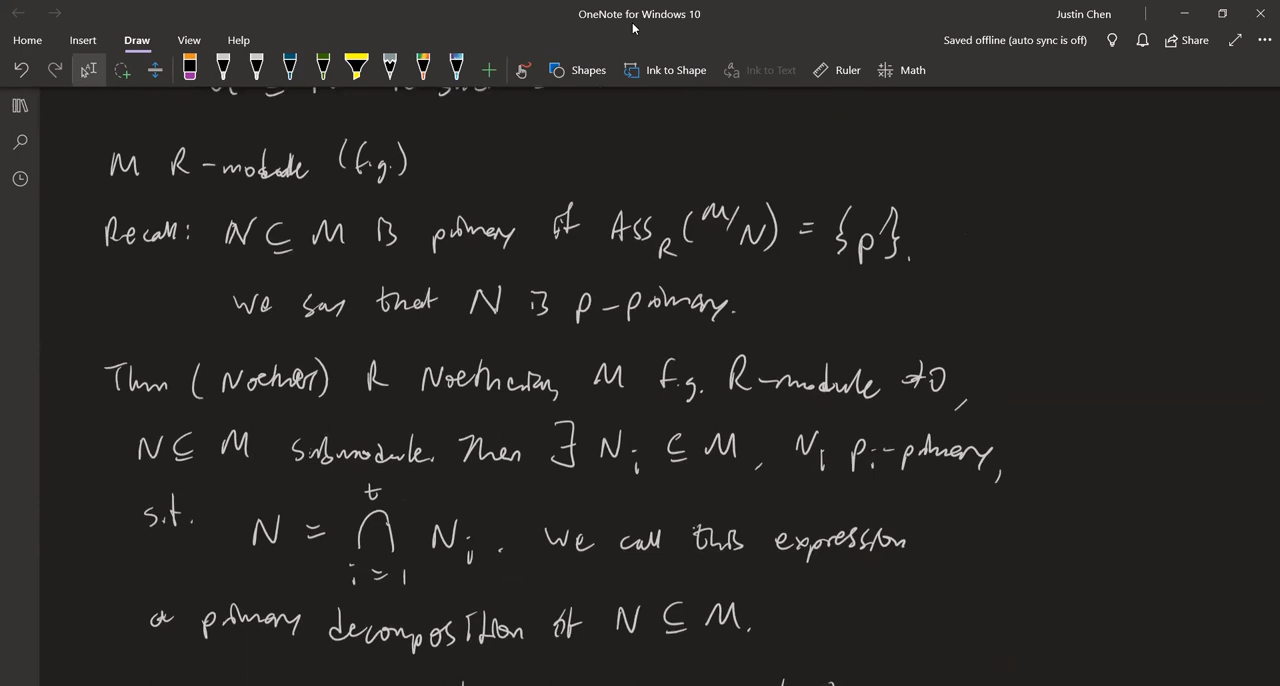 OneNote for Windows 10
Justin Chen
Home Insert Draw View Help
Saved offline (auto sync is off)
Share
Shapes Ink to Shape Ink to Text Ruler Math
M R-module (f.g.)
Recall: N ⊆ M is primary if Ass_R(M/N) = {p}.
We say that N is p-primary.
Thm (Noether) R Noetherian, M f.g. R-module ≠0,
N ⊆ M submodule. Then ∃ N_i ⊆ M, N_i p_i-primary,
s.t. N = ⋂_{i=1}^{t} N_i. We call this expression
a primary decomposition of N ⊆ M.